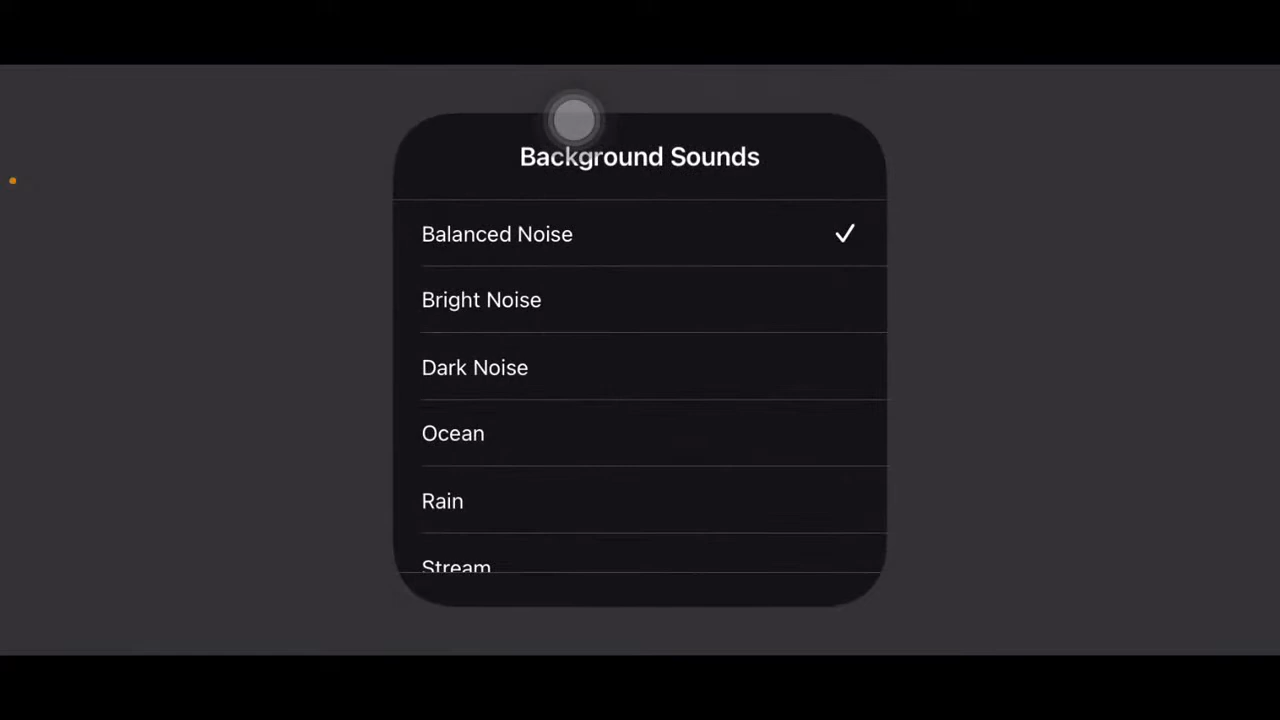 Background Sounds
Balanced Noise
Bright Noise
Dark Noise
Ocean
Rain
Stream